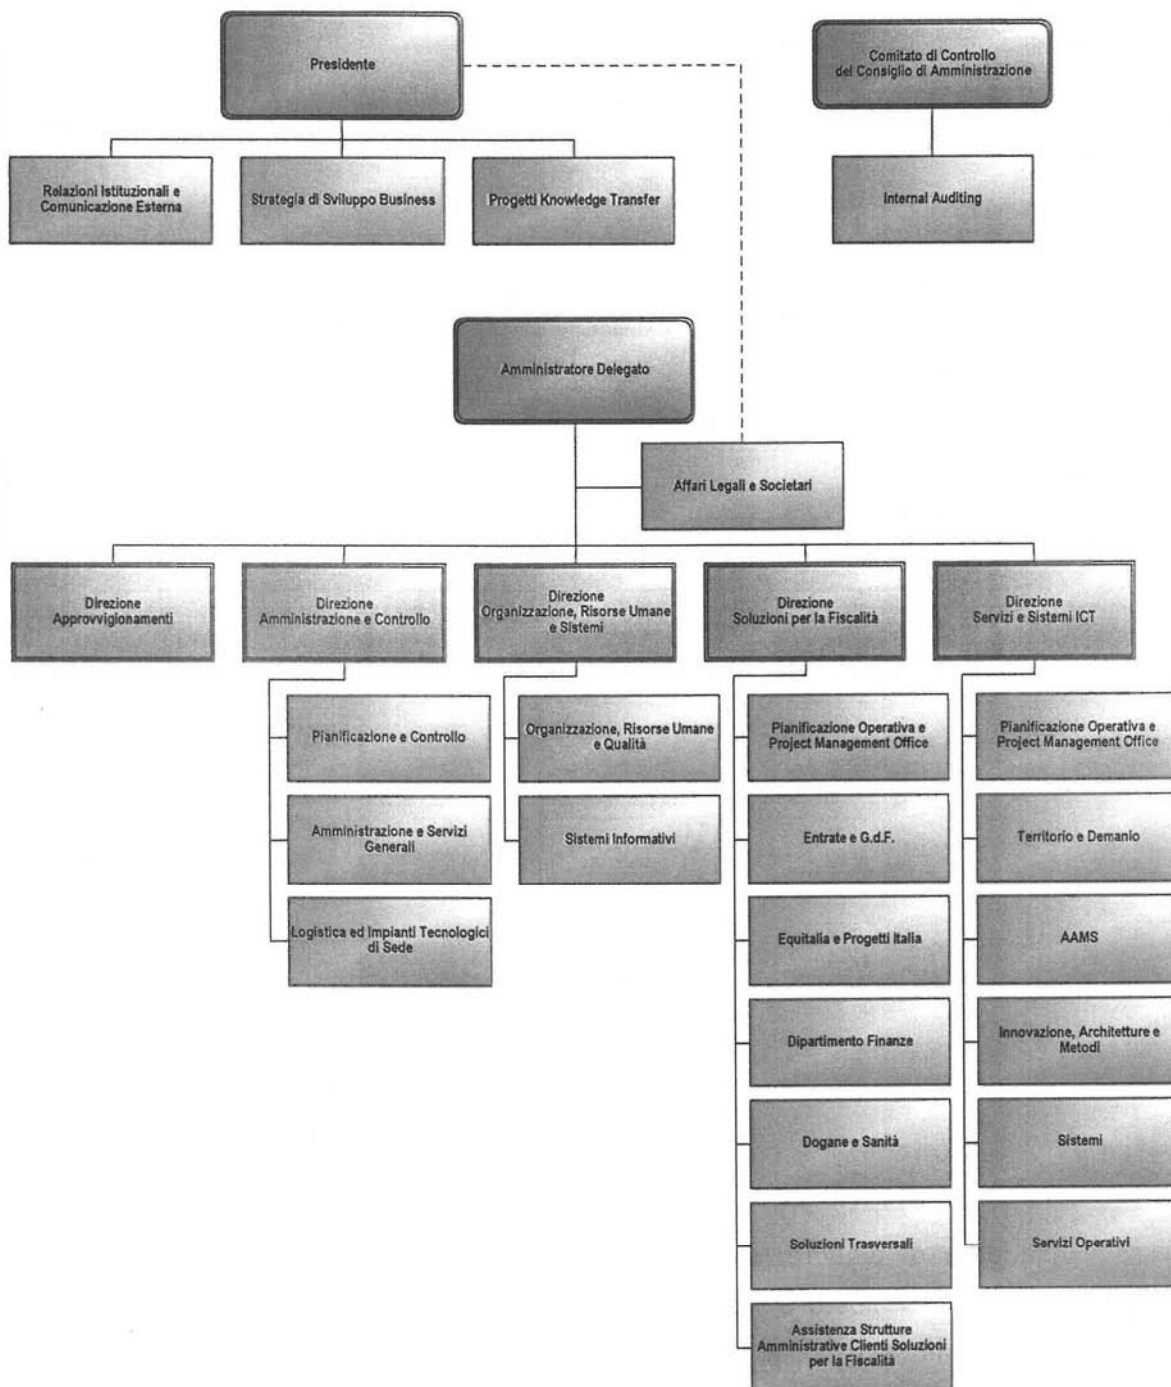 Presidente
Comitato di Controllo
del Consiglio di Amministrazione
Relazioni Istituzionali e
Comunicazione Esterna
Strategia di Sviluppo Business
Progetti Knowledge Transfer
Internal Auditing
Amministratore Delegato
Affari Legali e Societari
Direzione
Approvvigionamenti
Direzione
Amministrazione e Controllo
Direzione
Organizzazione, Risorse Umane
e Sistemi
Direzione
Soluzioni per la Fiscalità
Direzione
Servizi e Sistemi ICT
Pianificazione e Controllo
Amministrazione e Servizi
Generali
Logistica ed Impianti Tecnologici
di Sede
Organizzazione, Risorse Umane
e Qualità
Sistemi Informativi
Pianificazione Operativa e
Project Management Office
Entrate e G.d.F.
Equitalia e Progetti Italia
Dipartimento Finanze
Dogane e Sanità
Soluzioni Trasversali
Assistenza Strutture
Amministrative Clienti Soluzioni
per la Fiscalità
Pianificazione Operativa e
Project Management Office
Territorio e Demanio
AAMS
Innovazione, Architetture e
Metodi
Sistemi
Servizi Operativi